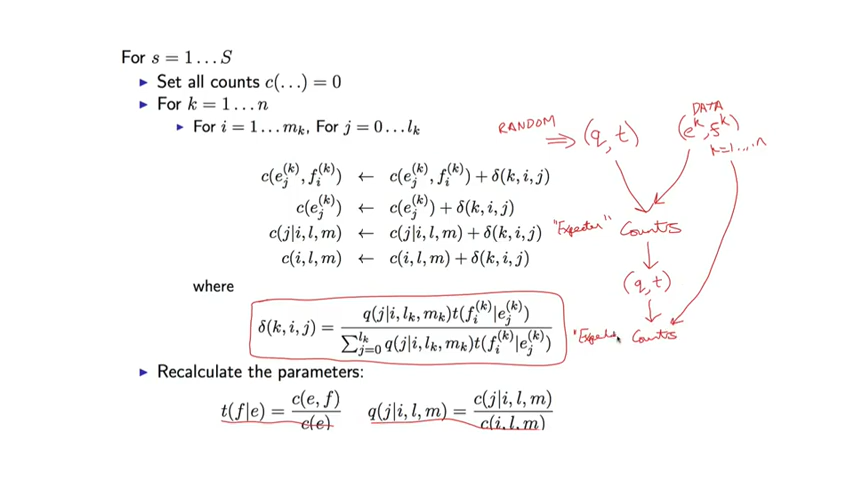 For s = 1 . . . S
▶ Set all counts c(. . .) = 0
▶ For k = 1 . . . n
▶ For i = 1 . . . m_k, For j = 0 . . . l_k
c(e_j^(k), f_i^(k)) ← c(e_j^(k), f_i^(k)) + δ(k, i, j)
c(e_j^(k)) ← c(e_j^(k)) + δ(k, i, j)
c(j|i, l, m) ← c(j|i, l, m) + δ(k, i, j)
c(i, l, m) ← c(i, l, m) + δ(k, i, j)
where
δ(k, i, j) = q(j|i, l_k, m_k)t(f_i^(k)|e_j^(k)) / ∑_{j=0}^{l_k} q(j|i, l_k, m_k)t(f_i^(k)|e_j^(k))
▶ Recalculate the parameters:
t(f|e) = c(e, f) / c(e) q(j|i, l, m) = c(j|i, l, m) / c(i, l, m)
DATA
RANDOM ⇒ (q, t) (e^k, f^k)
k=1....n
"Expected" Counts
(q, t)
Counts